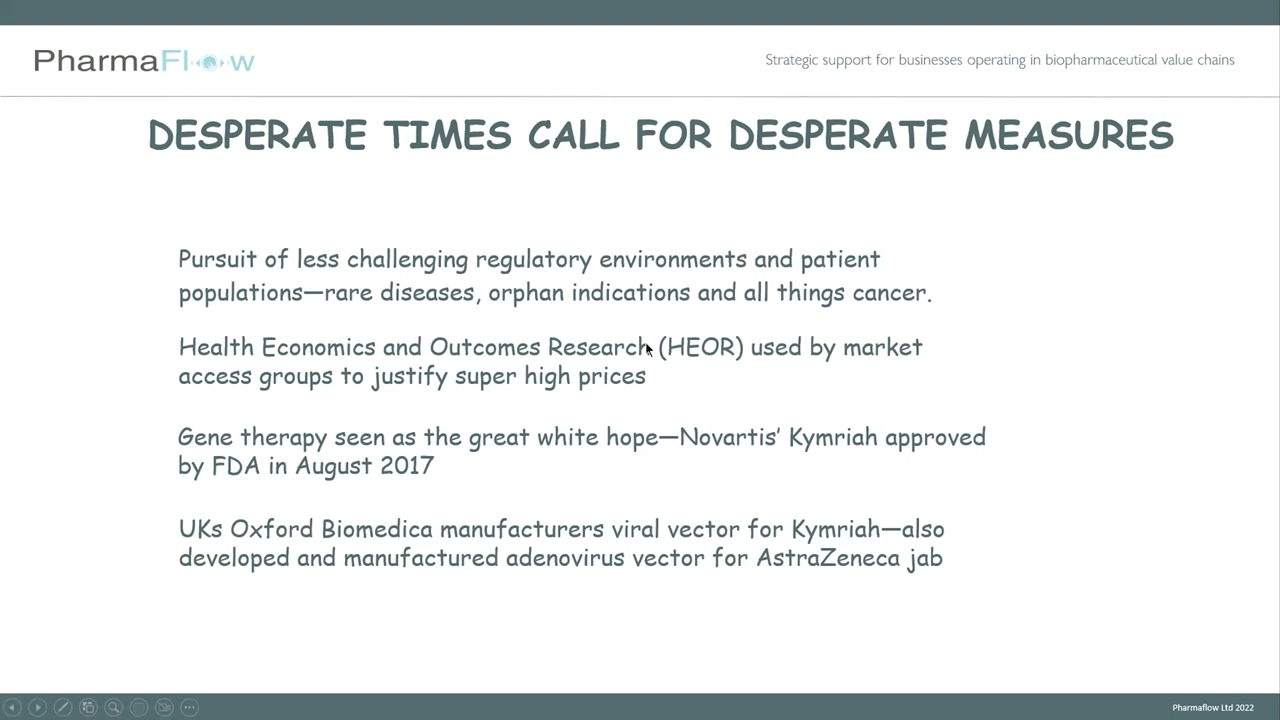 PharmaFlow
Strategic support for businesses operating in biopharmaceutical value chains
DESPERATE TIMES CALL FOR DESPERATE MEASURES
Pursuit of less challenging regulatory environments and patient
populations—rare diseases, orphan indications and all things cancer.
Health Economics and Outcomes Research (HEOR) used by market
access groups to justify super high prices
Gene therapy seen as the great white hope—Novartis’ Kymriah approved
by FDA in August 2017
UKs Oxford Biomedica manufacturers viral vector for Kymriah—also
developed and manufactured adenovirus vector for AstraZeneca jab
Pharmaflow Ltd 2022